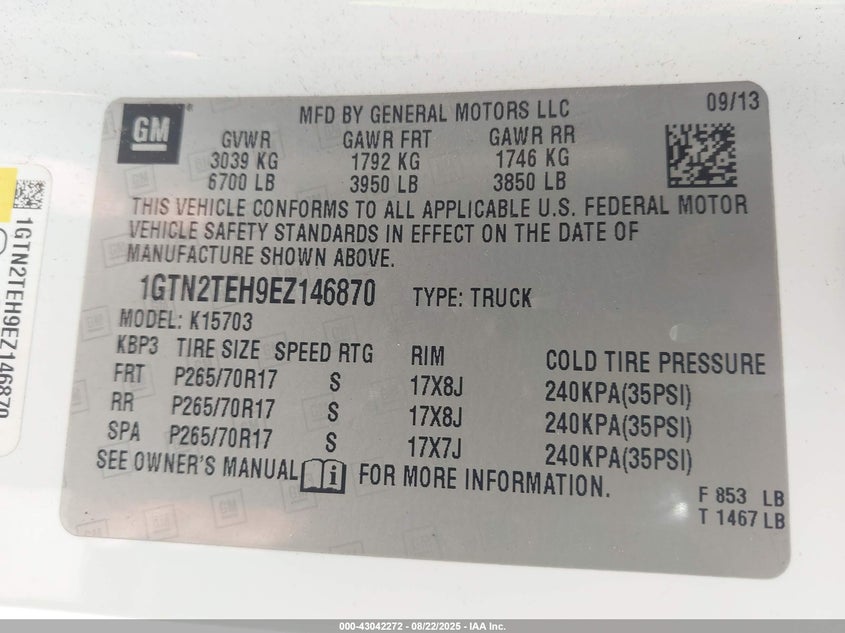 GM
MFD BY GENERAL MOTORS LLC 09/13
GVWR GAWR FRT GAWR RR
3039 KG 1792 KG 1746 KG
6700 LB 3950 LB 3850 LB
THIS VEHICLE CONFORMS TO ALL APPLICABLE U.S. FEDERAL MOTOR
VEHICLE SAFETY STANDARDS IN EFFECT ON THE DATE OF
MANUFACTURE SHOWN ABOVE.
1GTN2TEH9EZ146870 TYPE: TRUCK
MODEL: K15703
KBP3 TIRE SIZE SPEED RTG RIM COLD TIRE PRESSURE
FRT P265/70R17 S 17X8J 240KPA(35PSI)
RR P265/70R17 S 17X8J 240KPA(35PSI)
SPA P265/70R17 S 17X7J 240KPA(35PSI)
SEE OWNER'S MANUAL i FOR MORE INFORMATION.
F 853 LB
T 1467 LB
1GTN2TEH9EZ146870
000-43042272 - 08/22/2025 - IAA Inc.